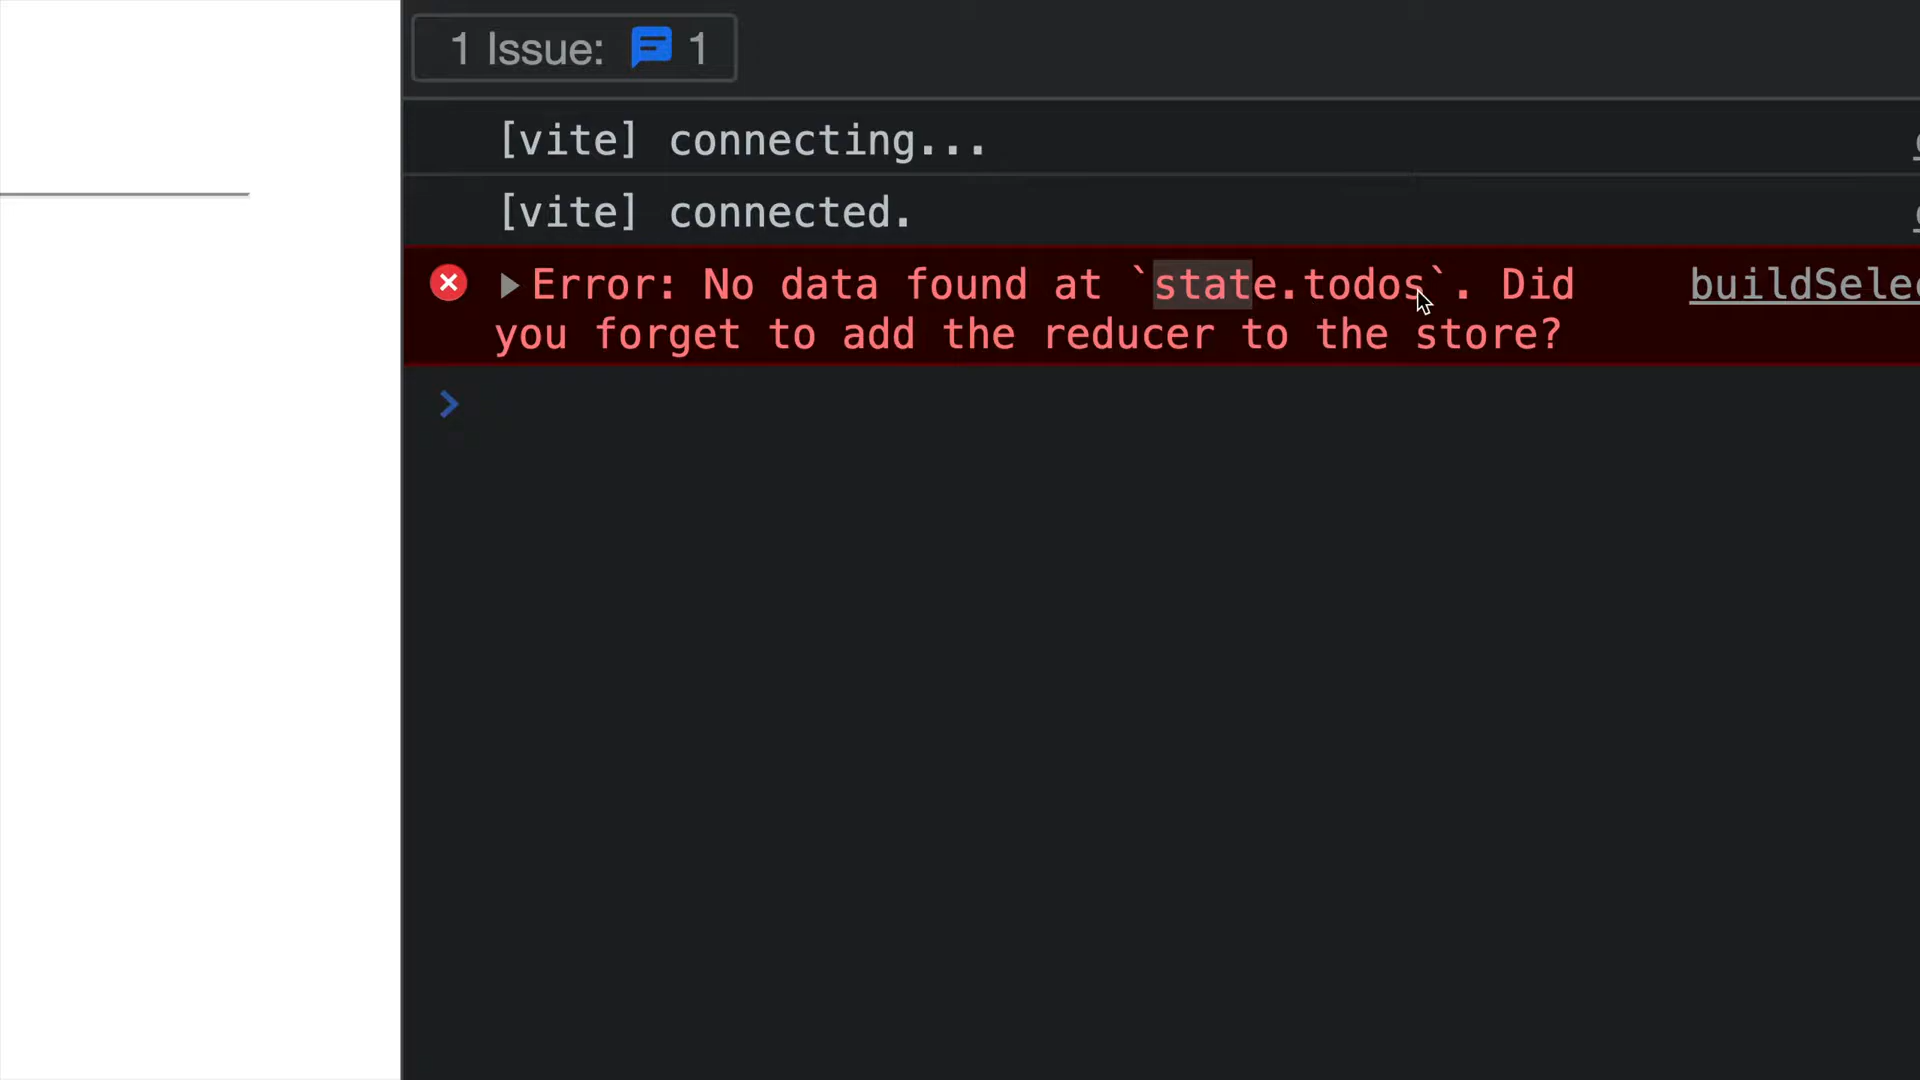 1 Issue: 1
[vite] connecting...
[vite] connected.
Error: No data found at `state.todos`. Did
you forget to add the reducer to the store?